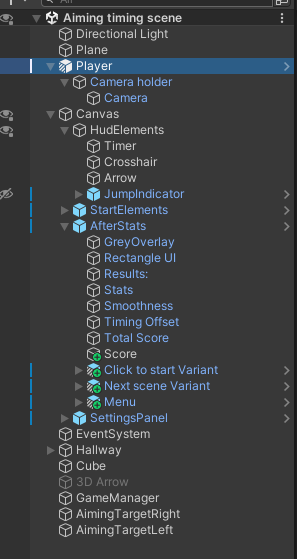 All
Aiming timing scene
Directional Light
Plane
Player
Camera holder
Camera
Canvas
HudElements
Timer
Crosshair
Arrow
JumpIndicator
StartElements
AfterStats
GreyOverlay
Rectangle UI
Results:
Stats
Smoothness
Timing Offset
Total Score
Score
Click to start Variant
Next scene Variant
Menu
SettingsPanel
EventSystem
Hallway
Cube
3D Arrow
GameManager
AimingTargetRight
AimingTargetLeft